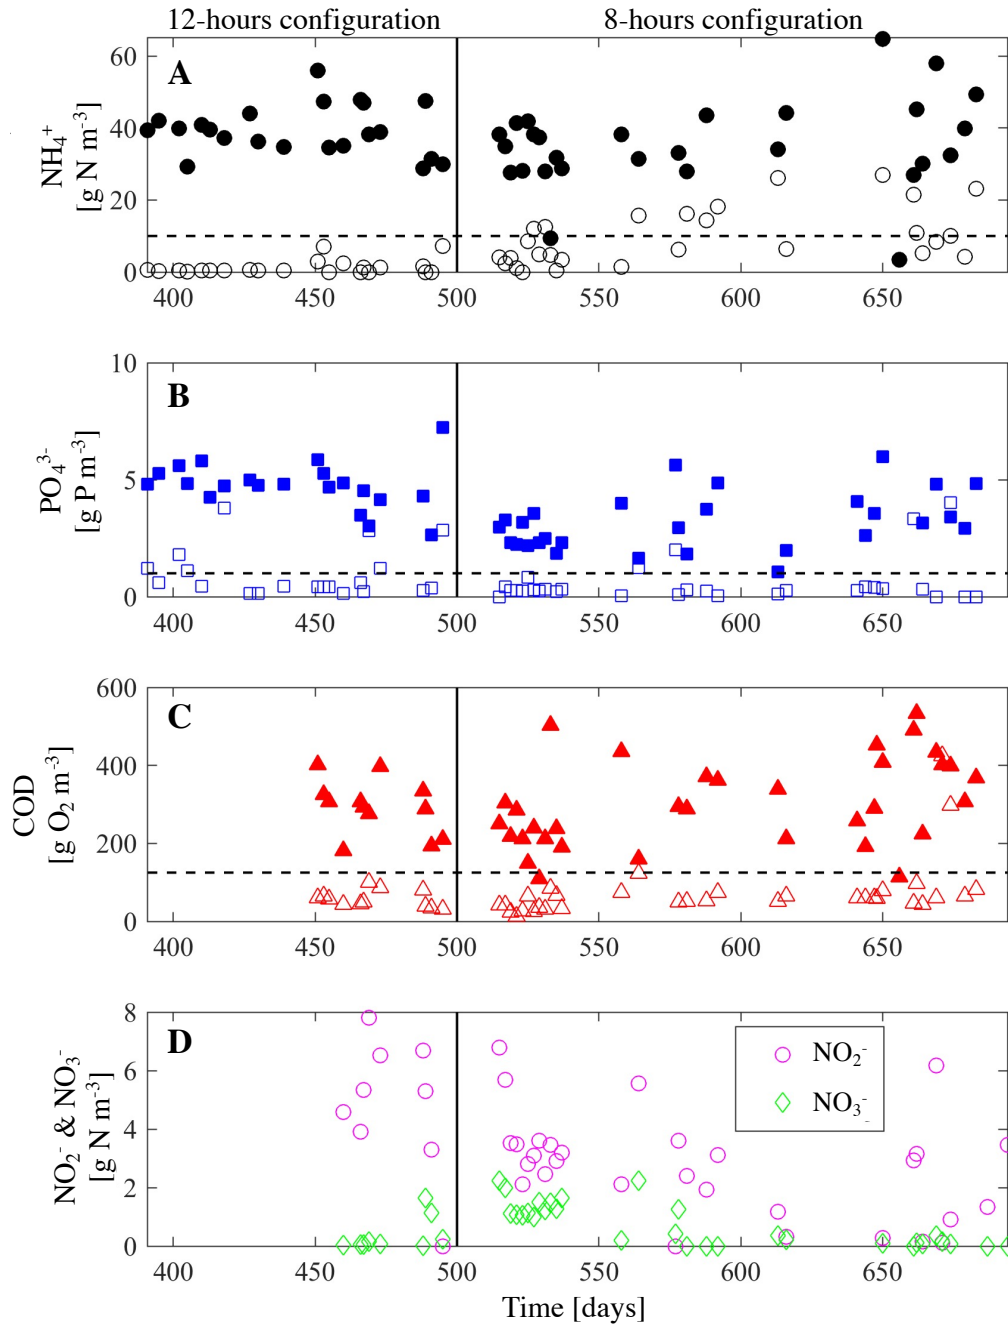 12-hours configuration 8-hours configuration
A
NH₄⁺
[g N m⁻³]
60
40
20
0
400 450 500 550 600 650
B
PO₄³⁻
[g P m⁻³]
10
5
0
400 450 500 550 600 650
C
COD
[g O₂ m⁻³]
600
400
200
0
400 450 500 550 600 650
D
NO₂⁻ & NO₃⁻
[g N m⁻³]
8
6
4
2
0
NO₂⁻
NO₃⁻
400 450 500 550 600 650
Time [days]